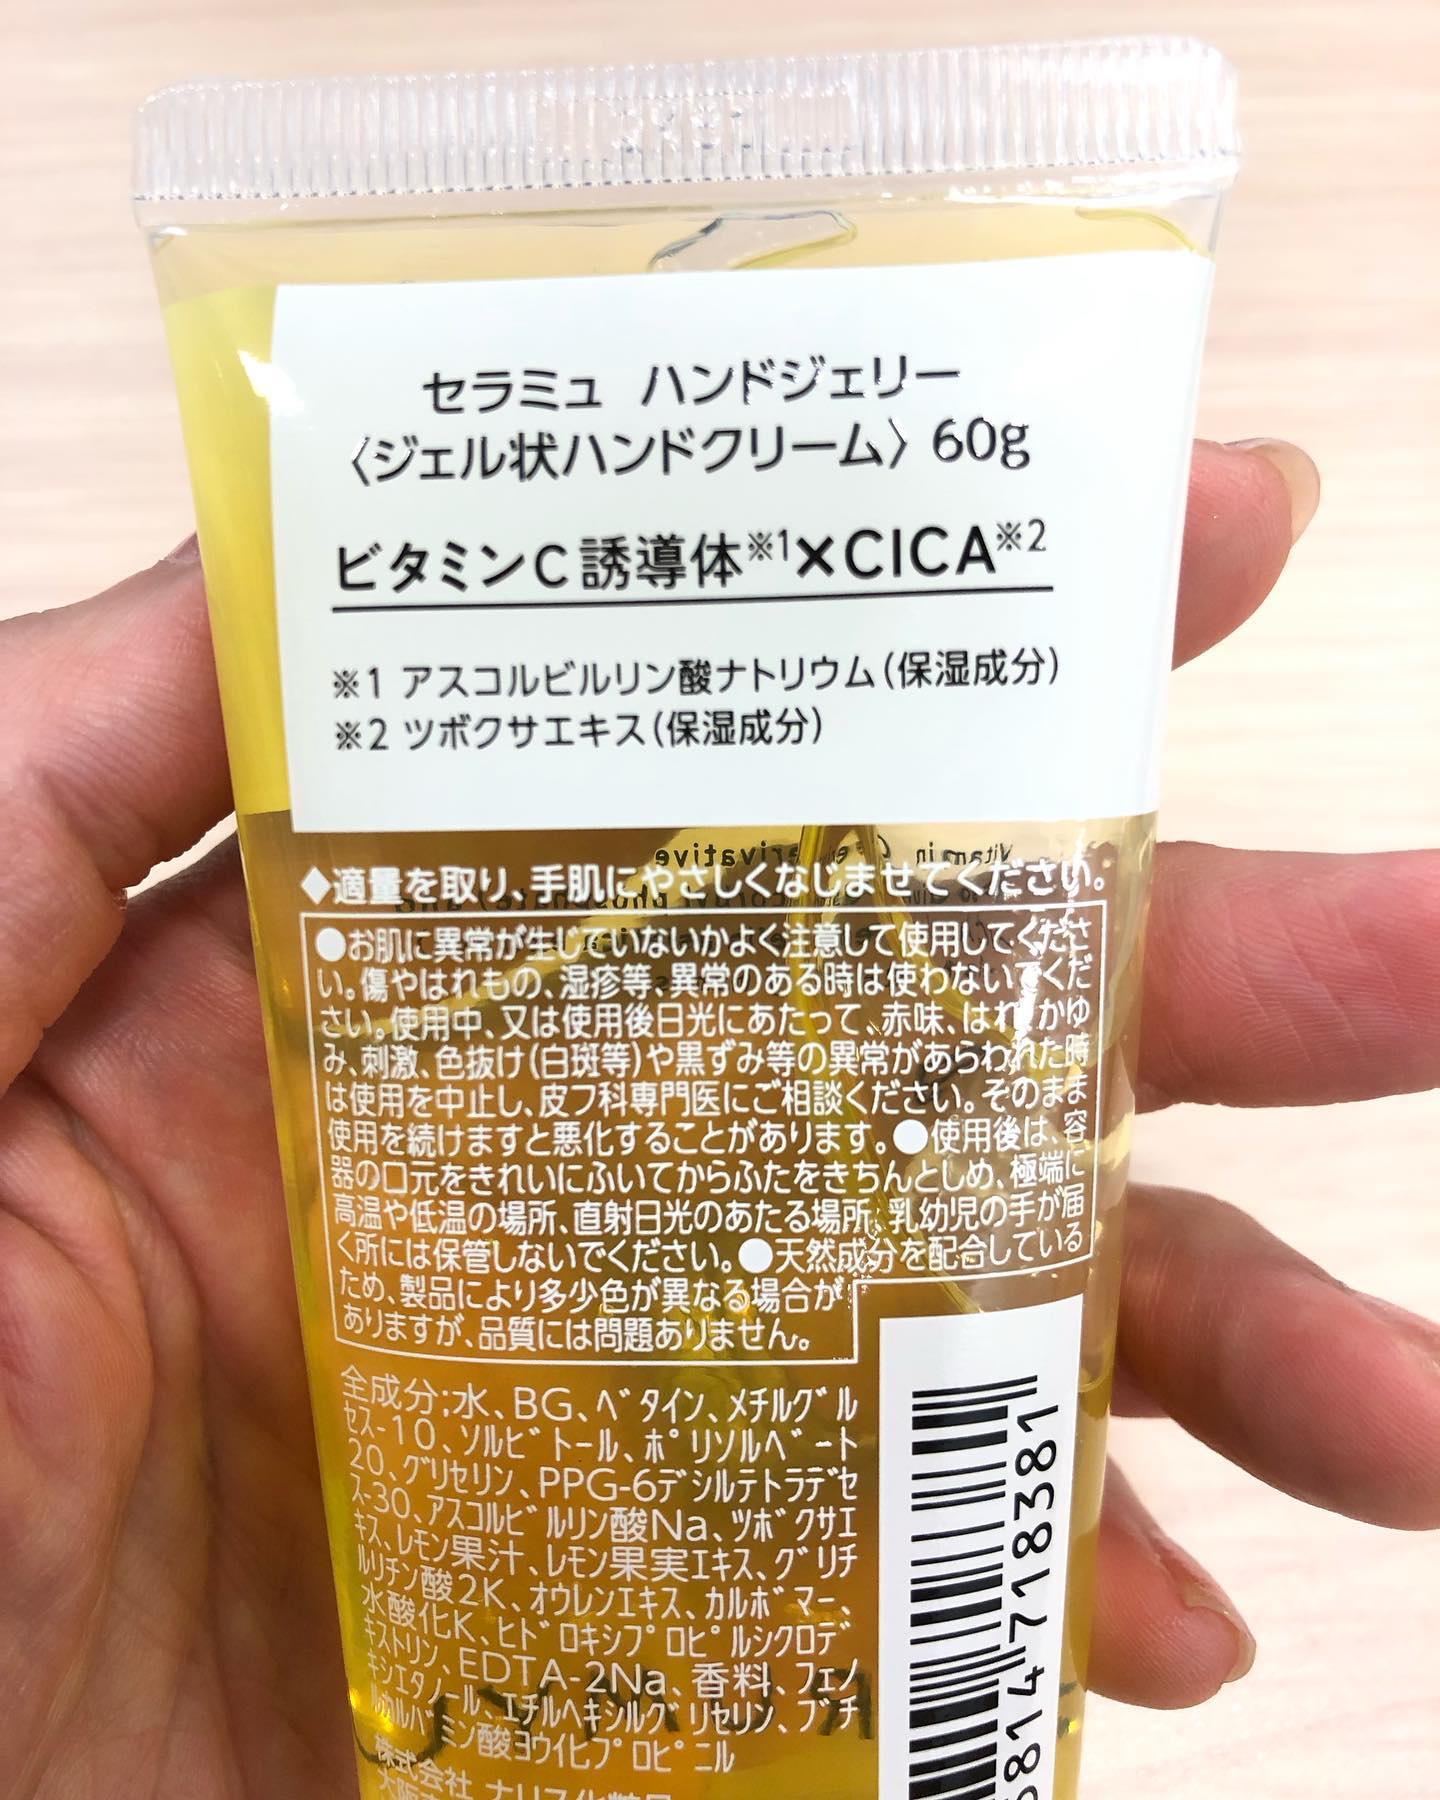 セラミュ ハンドジェリー
〈ジェル状ハンドクリーム〉60g
ビタミンC誘導体※1×CICA※2
※1 アスコルビルリン酸ナトリウム(保湿成分)
※2 ツボクサエキス(保湿成分)
◆適量を取り、手肌にやさしくなじませてください。
●お肌に異常が生じていないかよく注意して使用してくださ
い。傷やはれもの、湿疹等、異常のある時は使わないでくだ
さい。使用中、又は使用後日光にあたって、赤味、はれ、かゆ
み、刺激、色抜け(白斑等)や黒ずみ等の異常があらわれた時
は使用を中止し、皮フ科専門医にご相談ください。そのまま
使用を続けますと悪化することがあります。●使用後は、容
器の口元をきれいにふいてからふたをきちんとしめ、極端に
高温や低温の場所、直射日光のあたる場所、乳幼児の手が届
く所には保管しないでください。●天然成分を配合している
ため、製品により多少色が異なる場合が
ありますが、品質には問題ありません。
全成分;水、BG、ベタイン、メチルグル
セス-10、ソルビトール、ポリソルベート
20、グリセリン、PPG-6デシルテトラデセ
ス-30、アスコルビルリン酸Na、ツボクサエ
キス、レモン果汁、レモン果実エキス、グリチ
ルリチン酸2K、オウレンエキス、カルボマー、
水酸化K、ヒドロキシプロピルシクロデ
キストリン、EDTA-2Na、香料、フェノ
キシエタノール、エチルヘキシルグリセリン、ブチ
ルカルバミン酸ヨウ化プロピニル
株式会社 ナリス化粧品
6814718381